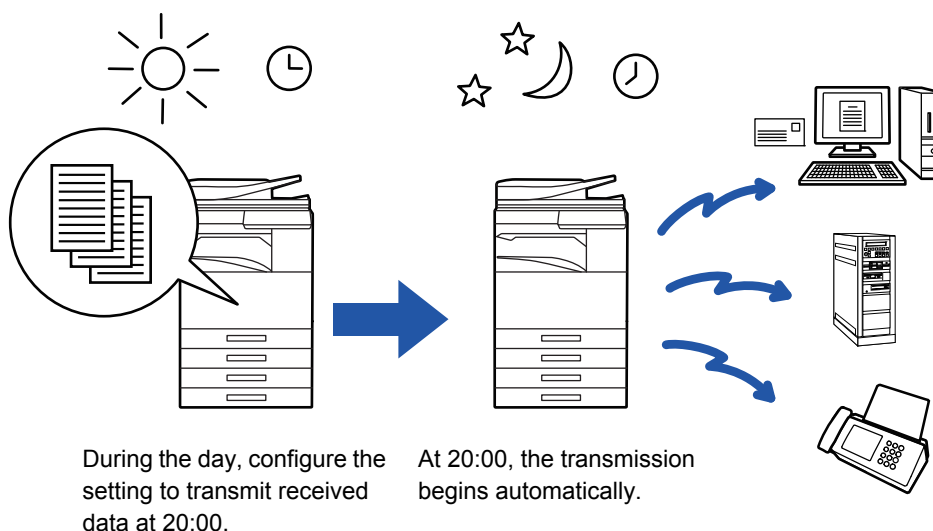 During the day, configure the
setting to transmit received
data at 20:00.
At 20:00, the transmission
begins automatically.